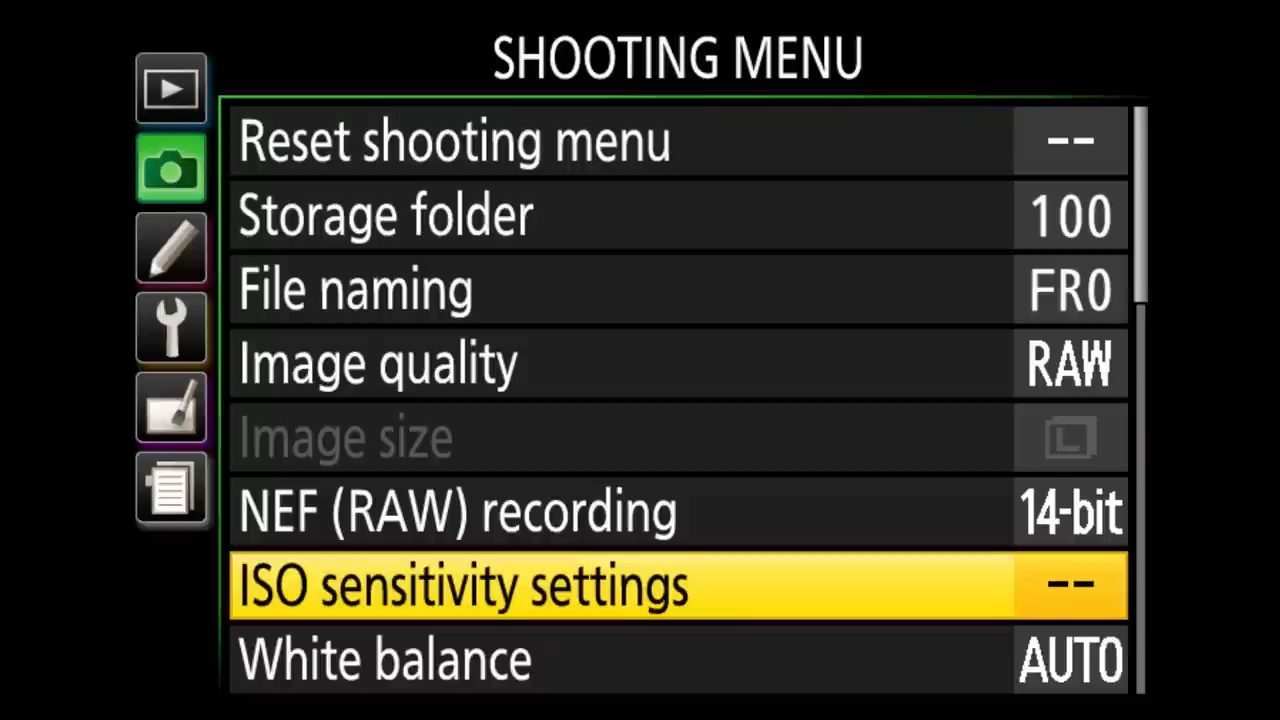 SHOOTING MENU
Reset shooting menu --
Storage folder 100
File naming FRO
Image quality RAW
Image size L
NEF (RAW) recording 14-bit
ISO sensitivity settings --
White balance AUTO